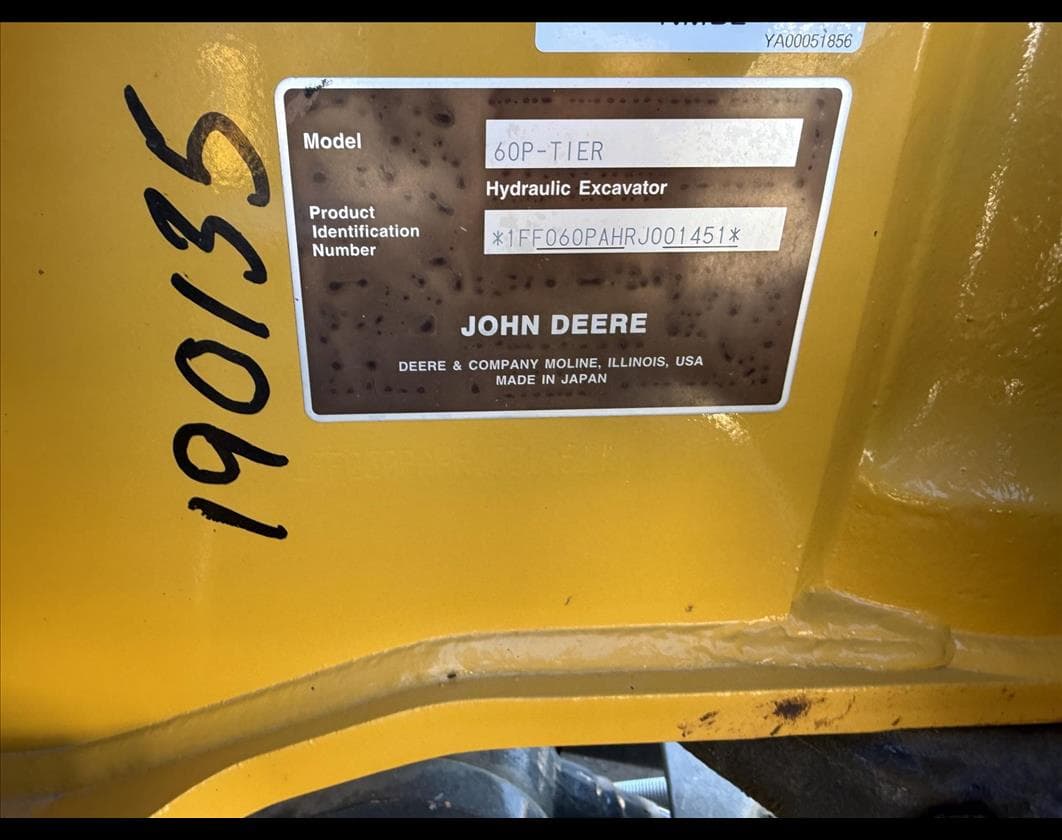 YA00051856
Model
60P-TIER
Hydraulic Excavator
Product
Identification
Number
*1FF060PAHRJ001451*
JOHN DEERE
DEERE & COMPANY MOLINE, ILLINOIS, USA
MADE IN JAPAN
190135